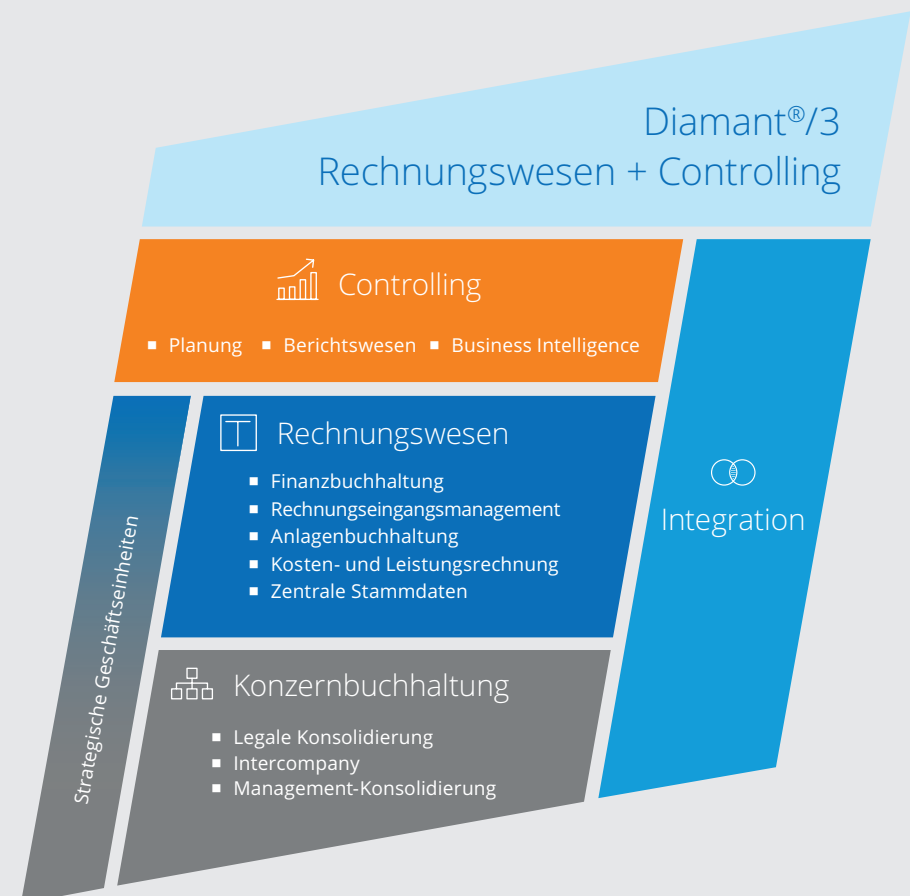 Diamant®/3
Rechnungswesen + Controlling
Controlling
▪ Planung ▪ Berichtswesen ▪ Business Intelligence
Rechnungswesen
▪ Finanzbuchhaltung
▪ Rechnungseingangsmanagement
▪ Anlagenbuchhaltung
▪ Kosten- und Leistungsrechnung
▪ Zentrale Stammdaten
Integration
Strategische Geschäftseinheiten
Konzernbuchhaltung
▪ Legale Konsolidierung
▪ Intercompany
▪ Management-Konsolidierung